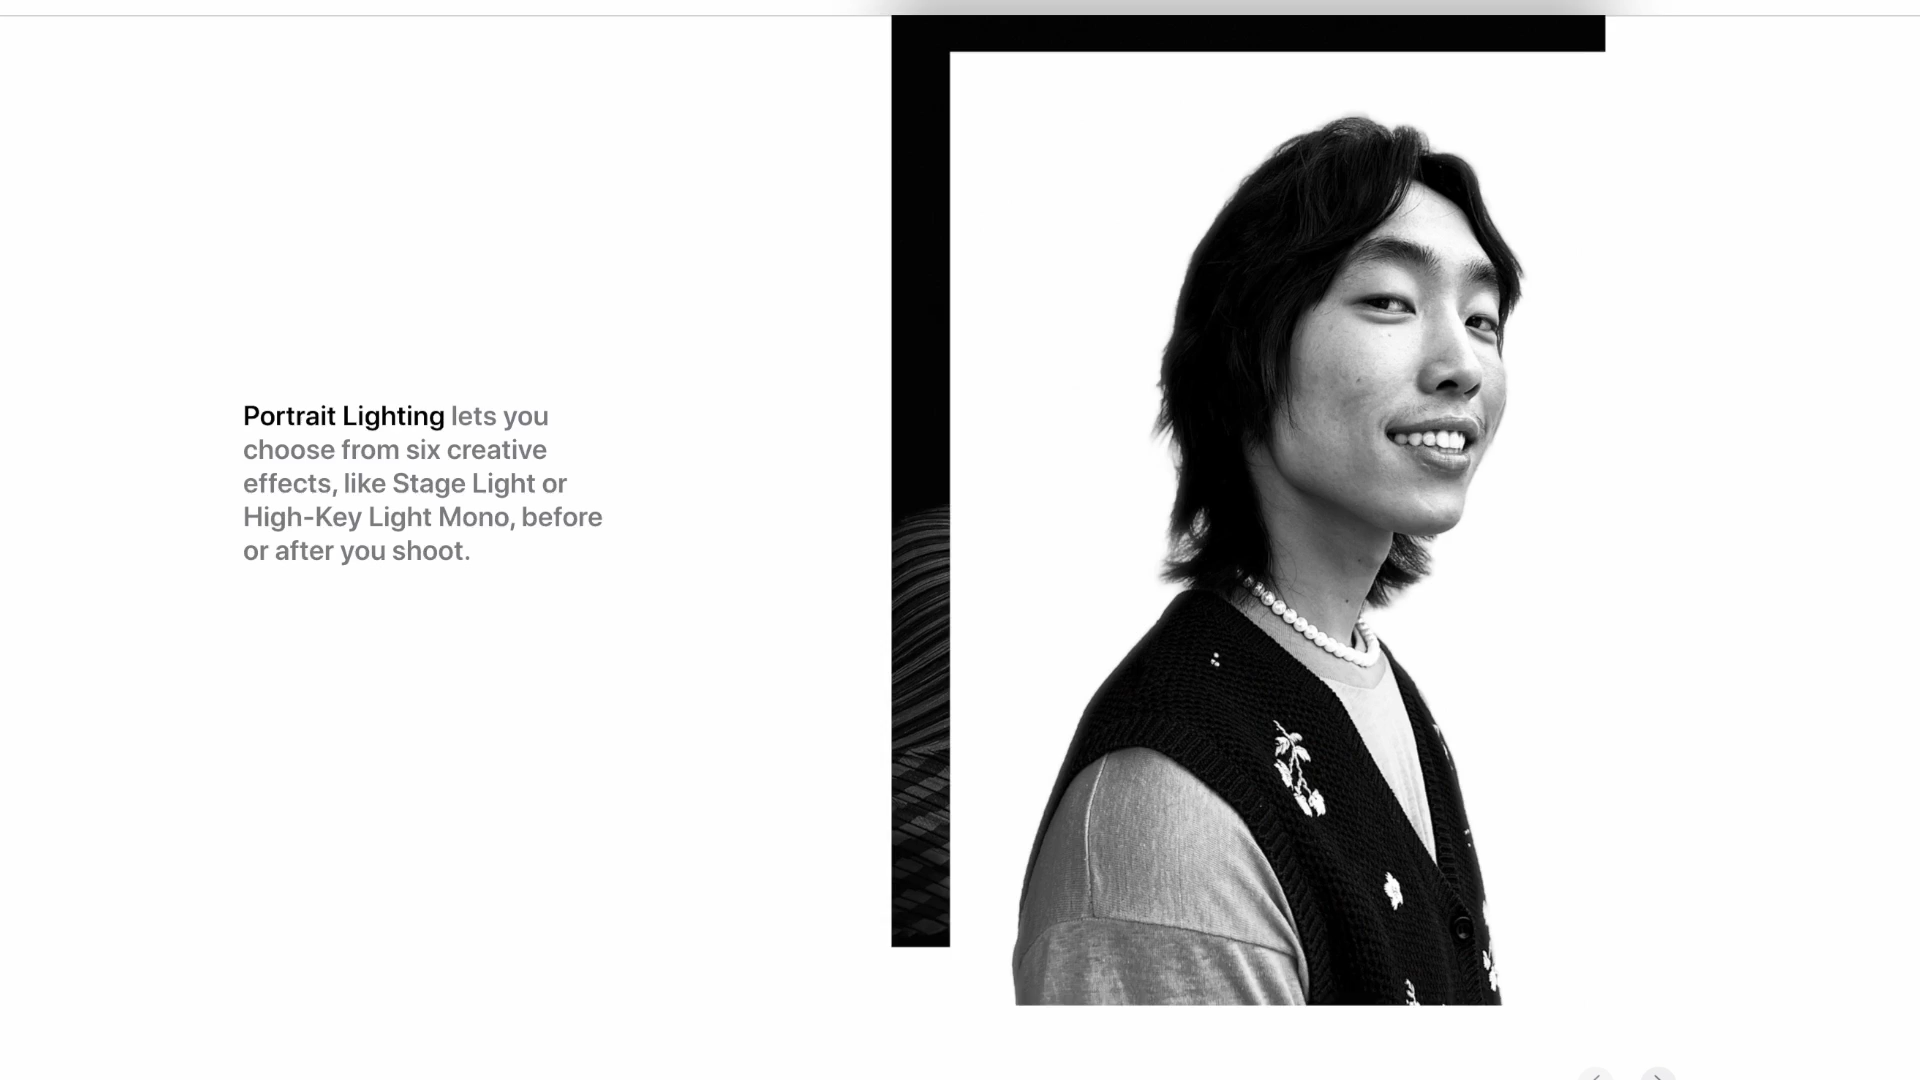 Portrait Lighting lets you
choose from six creative
effects, like Stage Light or
High-Key Light Mono, before
or after you shoot.